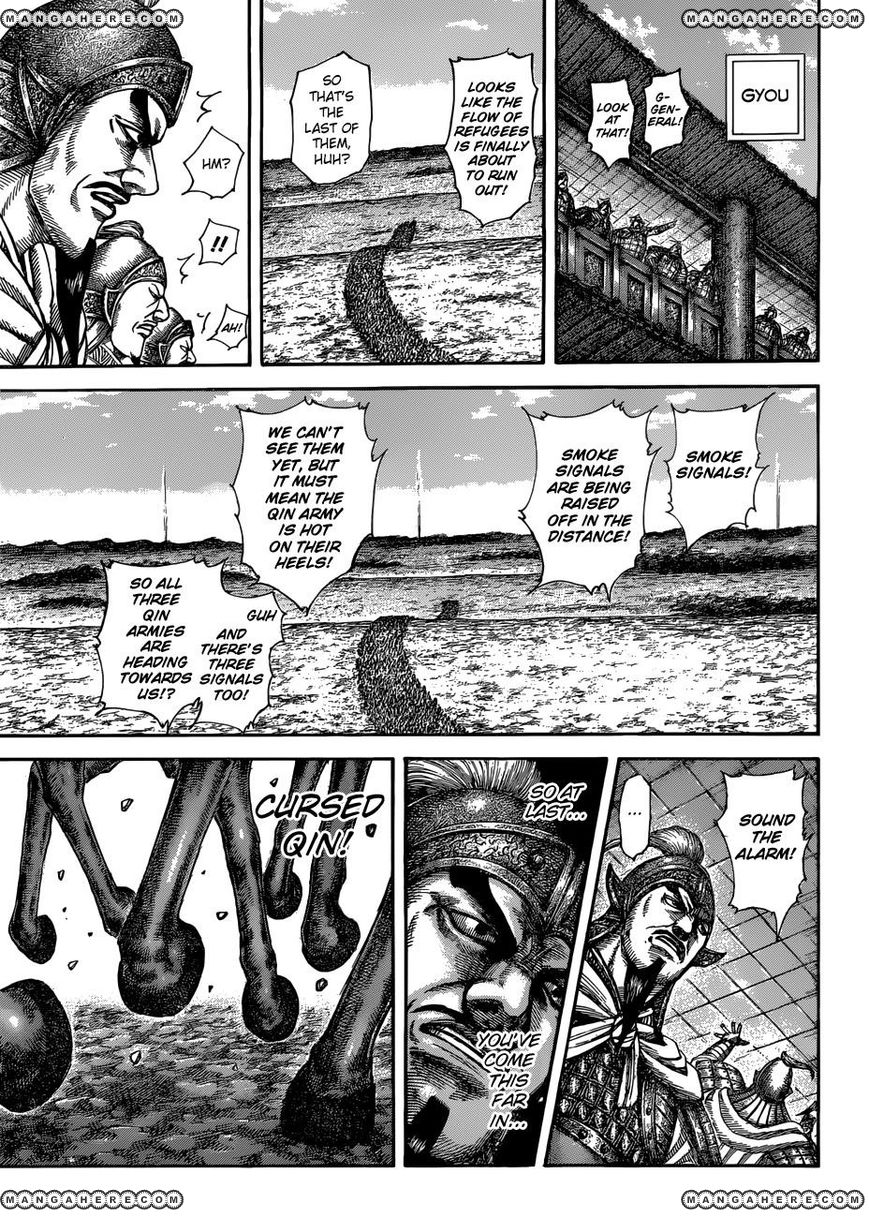 MANGAHERE.COM
MANGAHERE.COM
GYOU
G-
GEN-
ERAL!
LOOK
AT
THAT!
LOOKS
LIKE THE
FLOW OF
REFUGEES
IS FINALLY
ABOUT
TO RUN
OUT!
SO
THAT'S
THE
LAST OF
THEM,
HUH?
HM?
!!
AH!
SMOKE
SIGNALS!
SMOKE
SIGNALS
ARE BEING
RAISED
OFF IN THE
DISTANCE!
WE CAN'T
SEE THEM
YET, BUT
IT MUST
MEAN THE
QIN ARMY
IS HOT
ON THEIR
HEELS!
GUH
AND
THERE'S
THREE
SIGNALS
TOO!
SO ALL
THREE
QIN
ARMIES
ARE
HEADING
TOWARDS
US!?
SOUND
THE
ALARM!
...
SO AT
LAST...
YOU'VE
COME
THIS
FAR
IN...
CURSED
QIN!
MANGAHERE.COM
MANGAHERE.COM